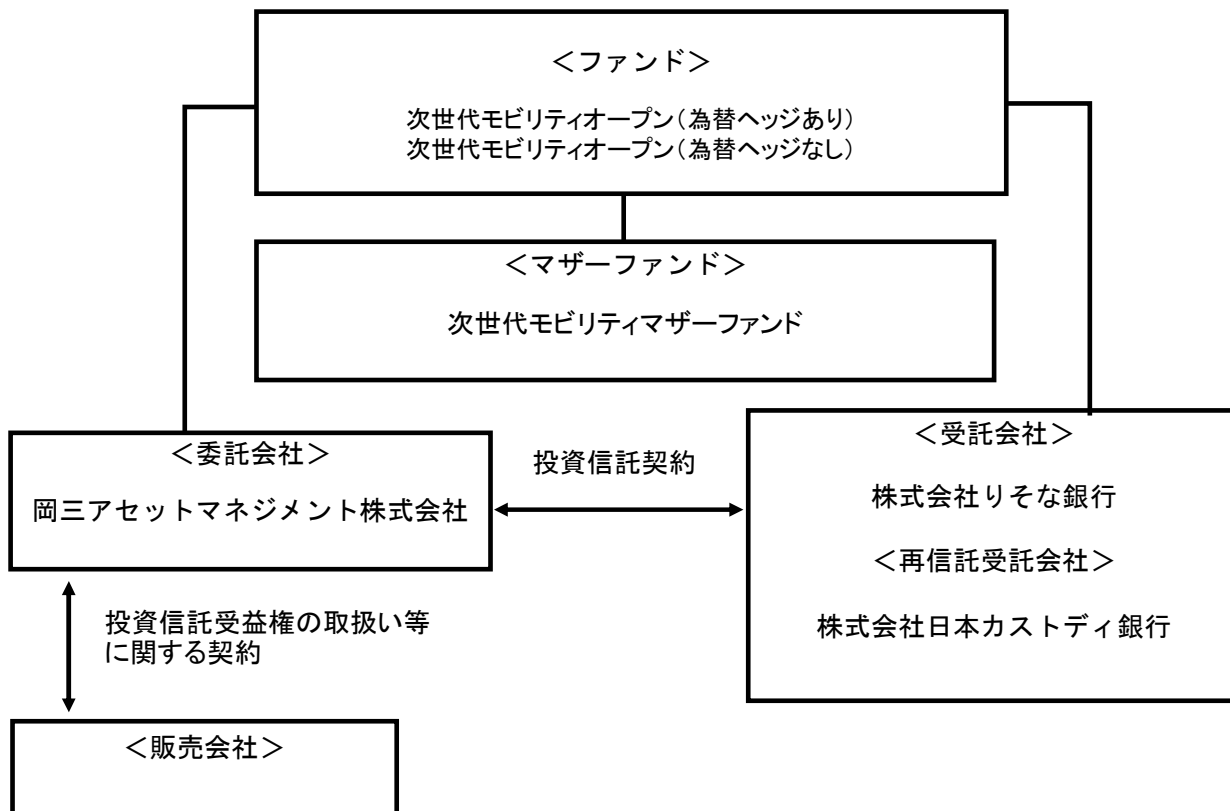 ＜ファンド＞
次世代モビリティオープン（為替ヘッジあり）
次世代モビリティオープン（為替ヘッジなし）
＜マザーファンド＞
次世代モビリティマザーファンド
＜委託会社＞
岡三アセットマネジメント株式会社
投資信託契約
＜受託会社＞
株式会社りそな銀行
＜再信託受託会社＞
株式会社日本カストディ銀行
投資信託受益権の取扱い等
に関する契約
＜販売会社＞